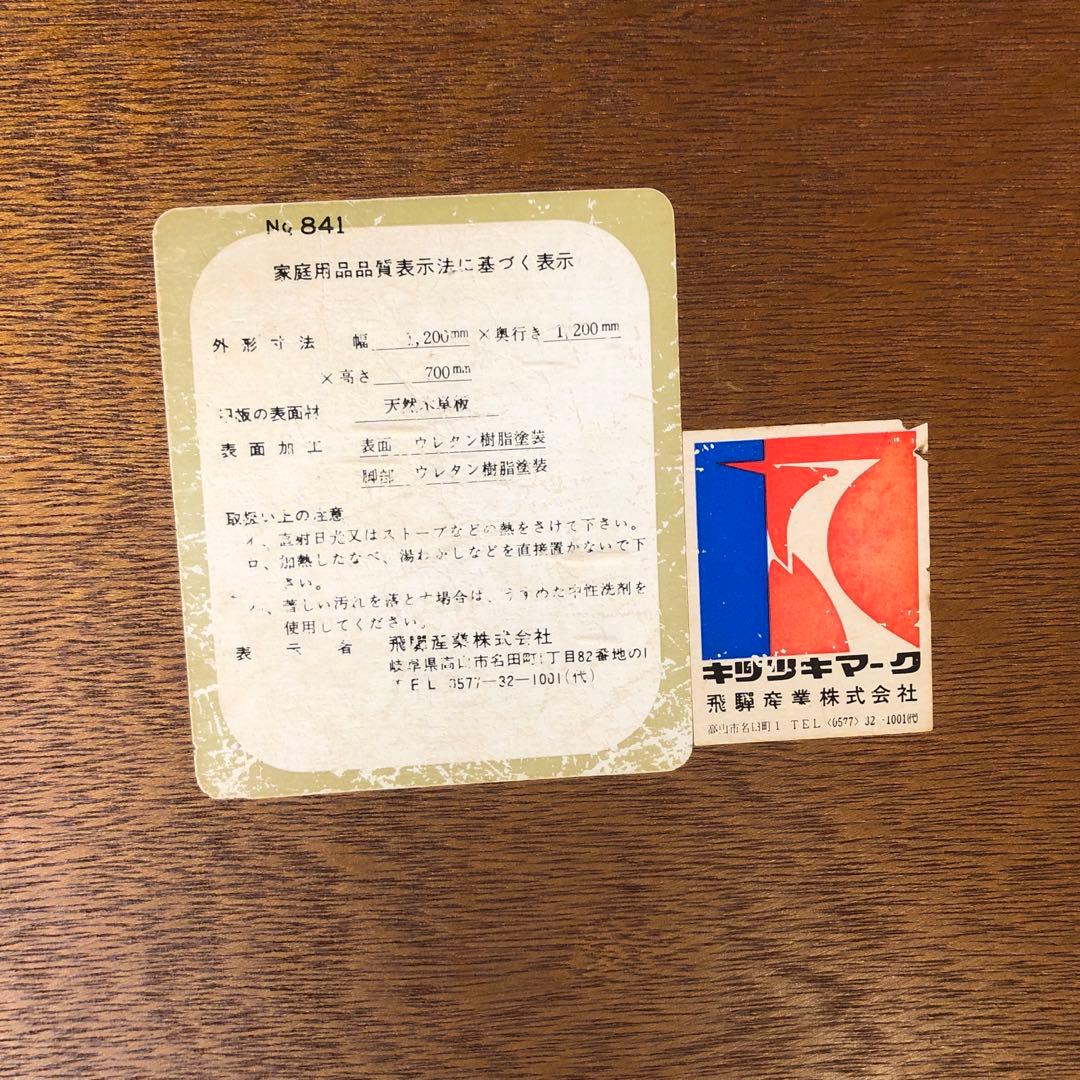 No. 841
家庭用品品質表示法に基づく表示
外形寸法 幅 1,200mm × 奥行き 1,200mm
× 高さ 700mm
甲板の表面材 天然木単板
表面加工 表面 ウレタン樹脂塗装
脚部 ウレタン樹脂塗装
取扱い上の注意
イ、直射日光又はストーブなどの熱をさけて下さい。
ロ、加熱したなべ、湯わかしなどを直接置かないで下
さい。
ハ、著しい汚れを落とす場合は、うすめた中性洗剤を
使用してください。
表示者 飛驒産業株式会社
岐阜県高山市名田町1丁目82番地の1
TEL 0577-32-1001(代)
キツツキマーク
飛驒産業株式会社
高山市名田町1 TEL〈0577〉32-1001(代)